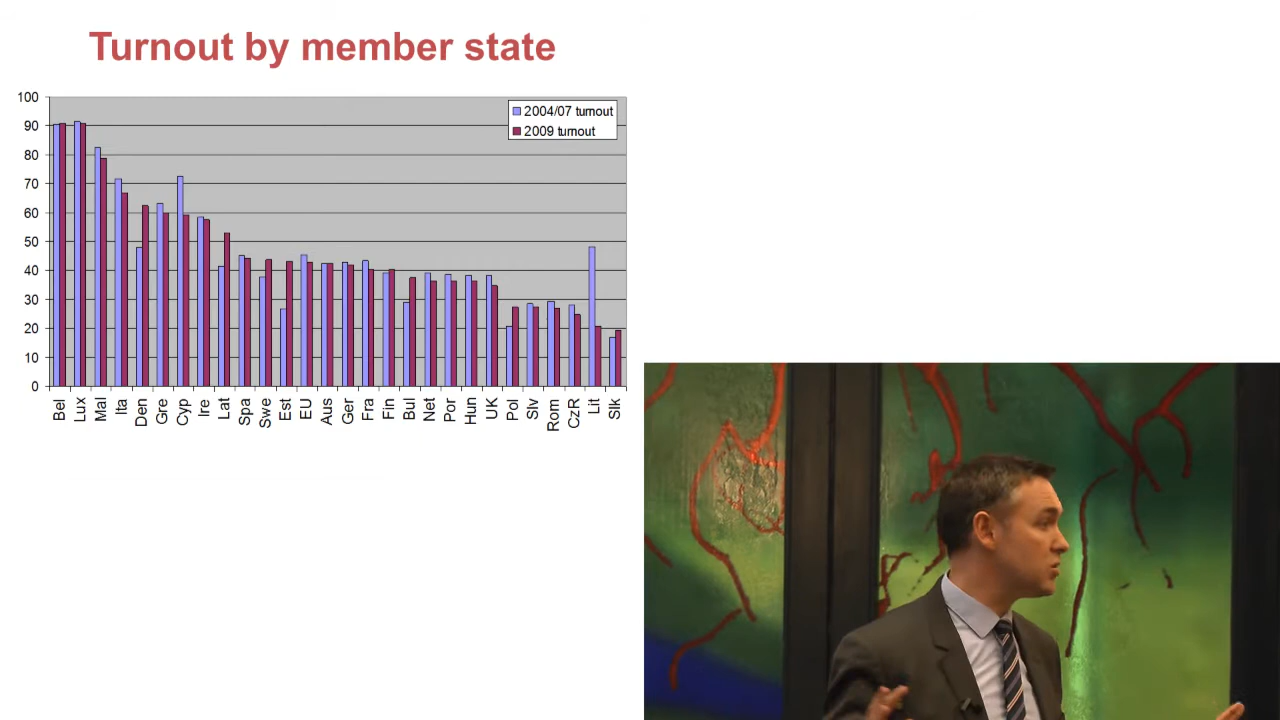 Turnout by member state
100
90
80
70
60
50
40
30
20
10
0
2004/07 turnout
2009 turnout
Bel Lux Mal Ita Den Gre Cyp Ire Lat Spa Swe Est EU Aus Ger Fra Fin Bul Net Por Hun UK Pol Slv Rom CzR Lit Slk